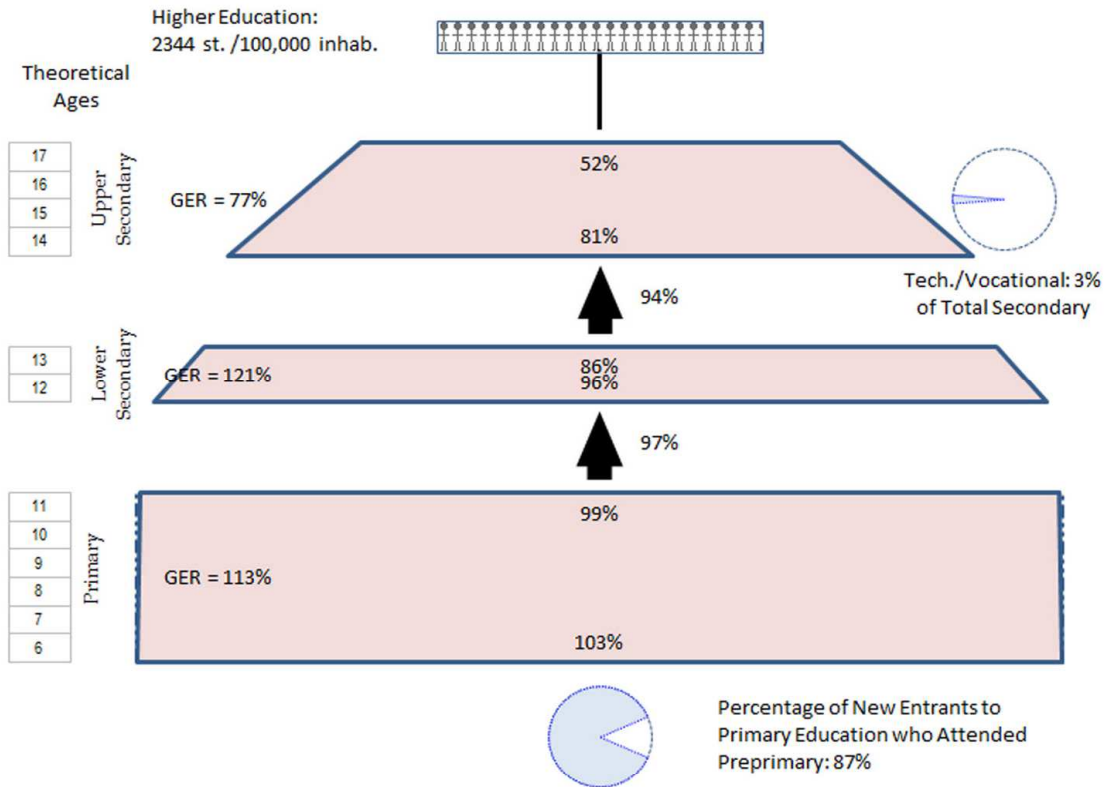 Higher Education:
2344 st. /100,000 inhab.
Theoretical
Ages
17
16
15
14
Upper
Secondary
GER = 77%
52%
81%
Tech./Vocational: 3%
of Total Secondary
94%
13
12
Lower
Secondary
GER = 121%
86%
96%
97%
11
10
9
8
7
6
Primary
GER = 113%
99%
103%
Percentage of New Entrants to
Primary Education who Attended
Preprimary: 87%